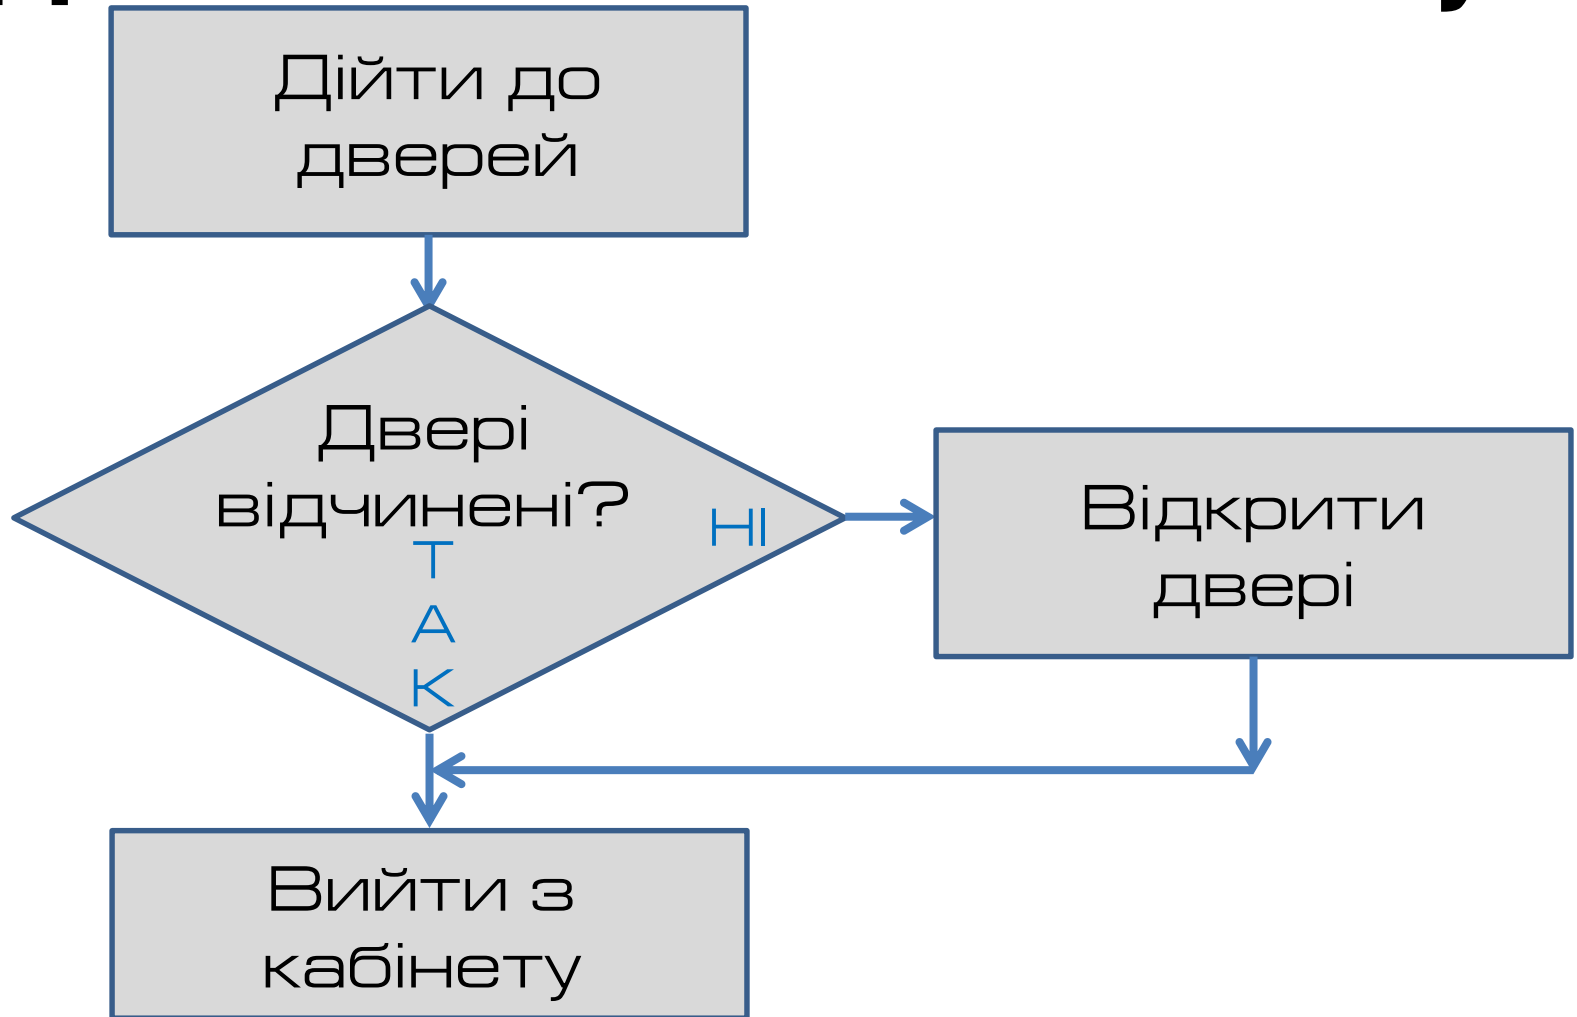 Дійти до
дверей
Двері
відчинені?
НІ
Т
А
К
Відкрити
двері
Вийти з
кабінету